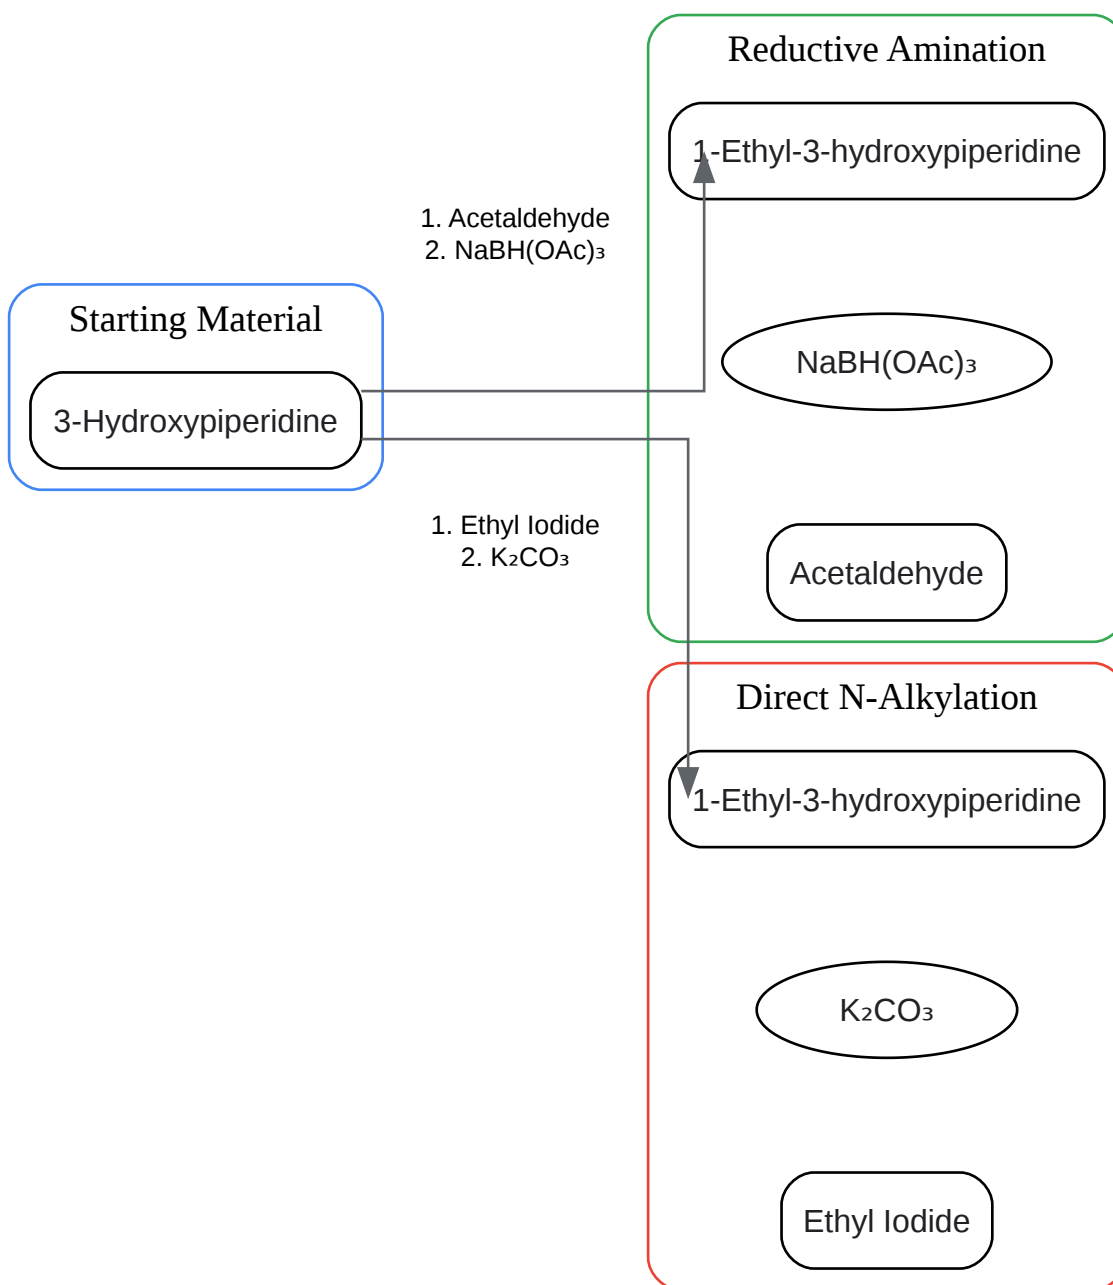 Reductive Amination
1-Ethyl-3-hydroxypiperidine
1. Acetaldehyde
2. NaBH(OAc)₃
Starting Material
3-Hydroxypiperidine
NaBH(OAc)₃
1. Ethyl Iodide
2. K₂CO₃
Acetaldehyde
Direct N-Alkylation
1-Ethyl-3-hydroxypiperidine
K₂CO₃
Ethyl Iodide